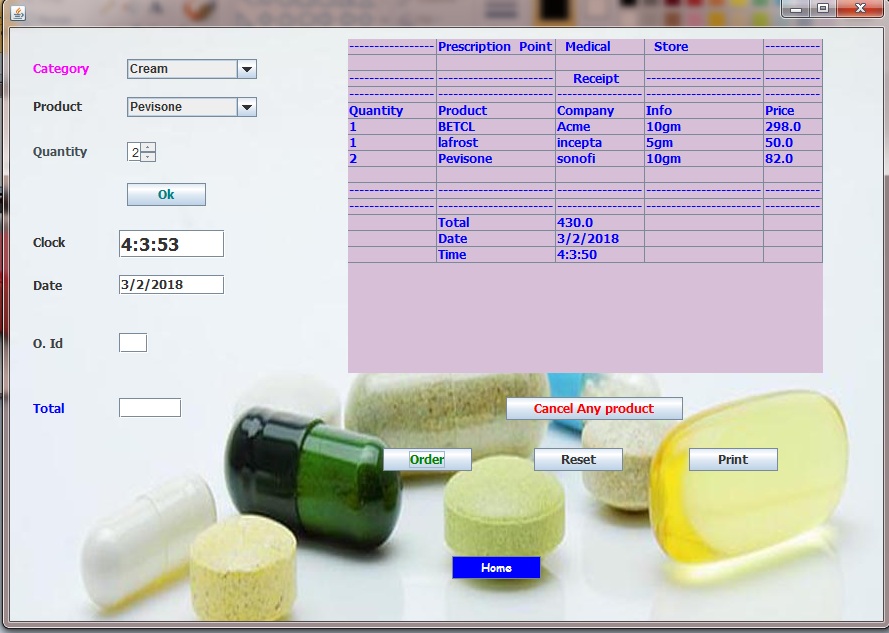 Category Cream
Product Pevisone
Quantity 2
Ok
Clock 4:3:53
Date 3/2/2018
O. Id
Total
----------------- Prescription Point Medical Store -----------
----------------- ----------------------- Receipt ----------------------- -----------
----------------- ----------------------- ----------------- ----------------------- -----------
Quantity Product Company Info Price
1 BETCL Acme 10gm 298.0
1 lafrost incepta 5gm 50.0
2 Pevisone sonofi 10gm 82.0
----------------- ----------------------- ----------------- ----------------------- -----------
----------------- ----------------------- ----------------- ----------------------- -----------
Total 430.0
Date 3/2/2018
Time 4:3:50
Cancel Any product
Order Reset Print
Home